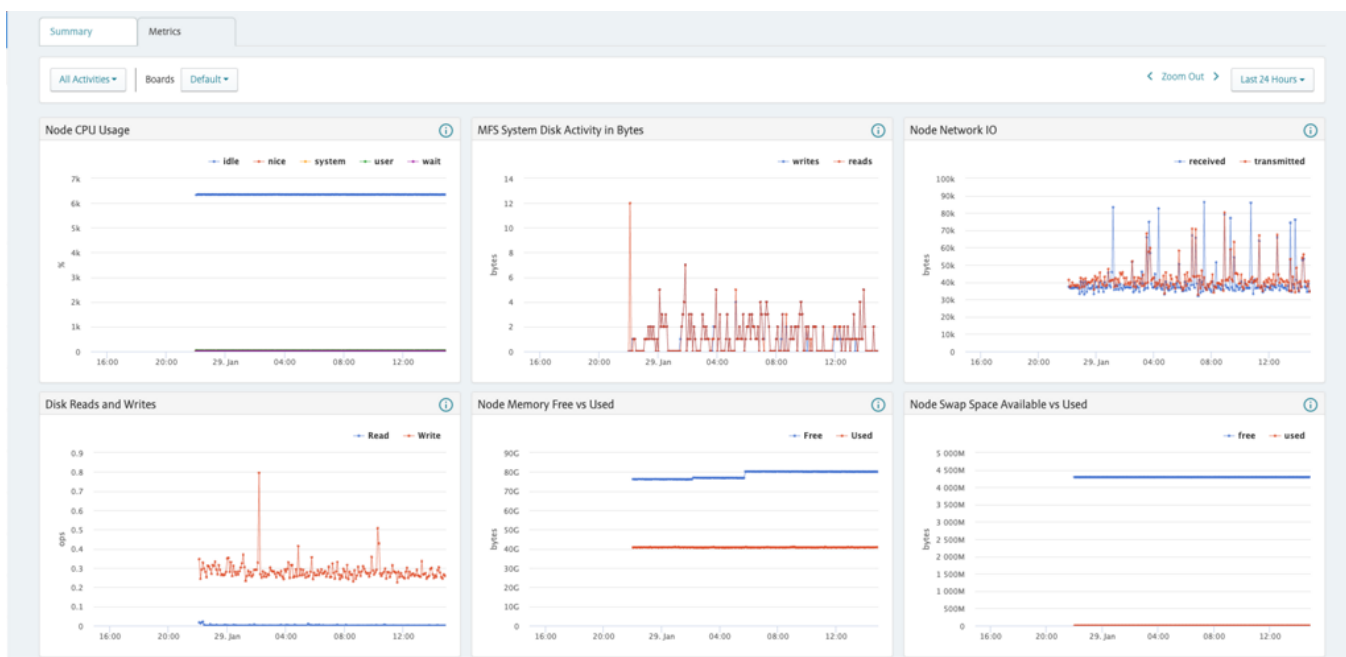 Summary Metrics
All Activities Boards Default Zoom Out Last 24 Hours
Node CPU Usage
idle nice system user wait
7k
6k
5k
4k
3k
2k
1k
0
%
16:00 20:00 29. Jan 04:00 08:00 12:00
MFS System Disk Activity in Bytes
writes reads
14
12
10
8
6
4
2
0
bytes
16:00 20:00 29. Jan 04:00 08:00 12:00
Node Network IO
received transmitted
100k
90k
80k
70k
60k
50k
40k
30k
20k
10k
0
bytes
16:00 20:00 29. Jan 04:00 08:00 12:00
Disk Reads and Writes
Read Write
0.9
0.8
0.7
0.6
0.5
0.4
0.3
0.2
0.1
0
ops
16:00 20:00 29. Jan 04:00 08:00 12:00
Node Memory Free vs Used
Free Used
90G
80G
70G
60G
50G
40G
30G
20G
10G
0
bytes
16:00 20:00 29. Jan 04:00 08:00 12:00
Node Swap Space Available vs Used
free used
5 000M
4 500M
4 000M
3 500M
3 000M
2 500M
2 000M
1 500M
1 000M
500M
0
bytes
16:00 20:00 29. Jan 04:00 08:00 12:00